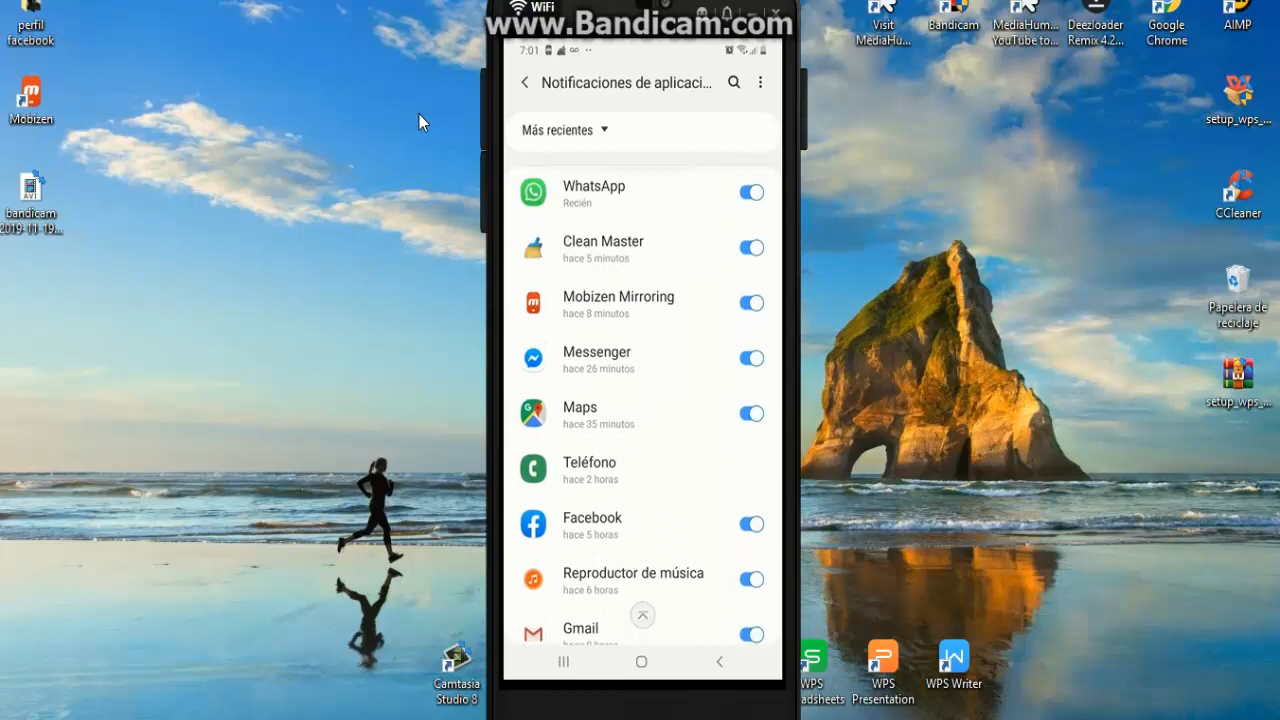 WiFi
www.Bandicam.com
perfil
facebook
Mobizen
bandicam
2019-11-19...
Camtasia
Studio 8
7:01
Notificaciones de aplicaci...
Más recientes
WhatsApp
Recién
Clean Master
hace 5 minutos
Mobizen Mirroring
hace 8 minutos
Messenger
hace 26 minutos
Maps
hace 35 minutos
Teléfono
hace 2 horas
Facebook
hace 5 horas
Reproductor de música
hace 6 horas
Gmail
Visit
MediaHu...
Bandicam
MediaHum...
YouTube to...
Deezloader
Remix 4.2...
Google
Chrome
AIMP
setup_wps_...
CCleaner
Papelera de
reciclaje
setup_wps_...
WPS
adsheets
WPS
Presentation
WPS Writer